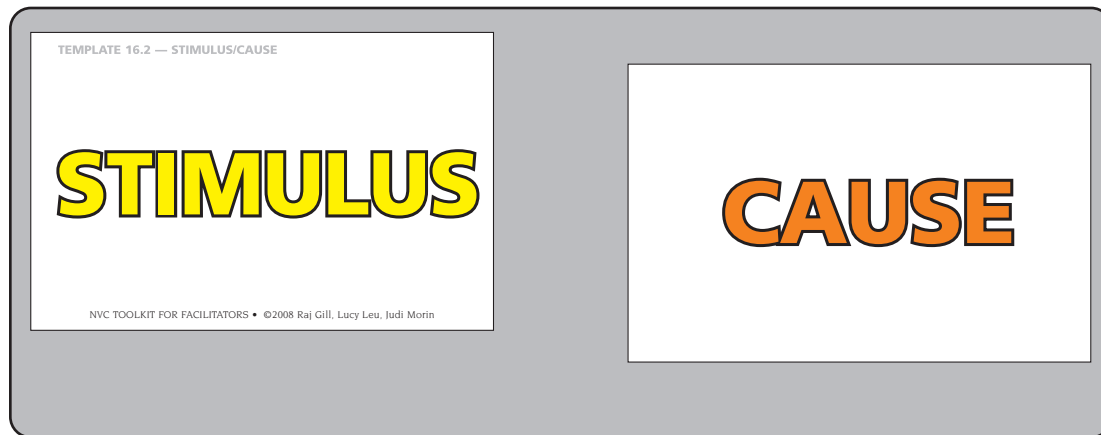 TEMPLATE 16.2 — STIMULUS/CAUSE
STIMULUS
NVC TOOLKIT FOR FACILITATORS • ©2008 Raj Gill, Lucy Leu, Judi Morin
CAUSE